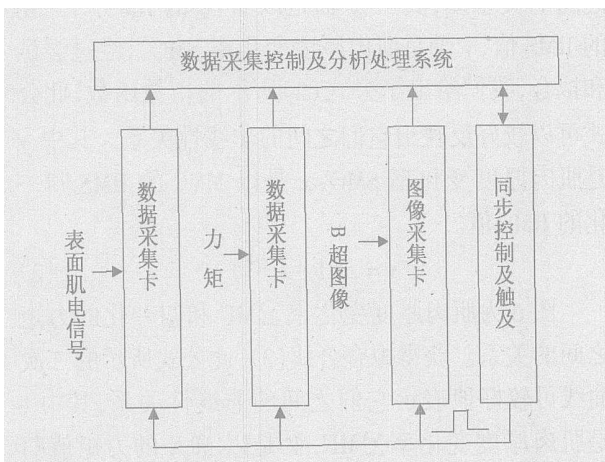 数据采集控制及分析处理系统
表面肌电信号
数据采集卡
力矩
数据采集卡
B超图像
图像采集卡
同步控制及触及